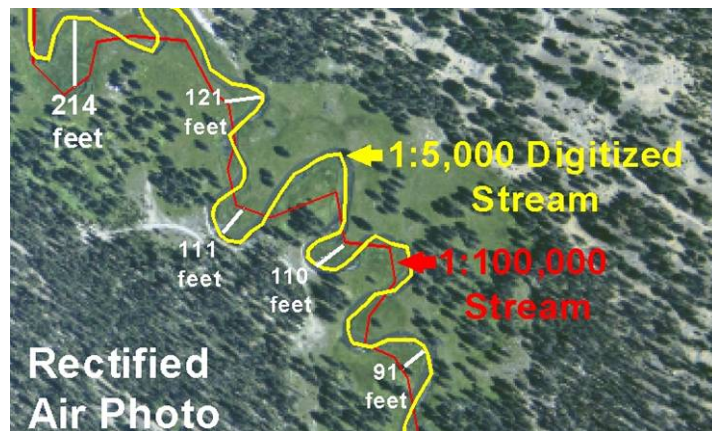 214
feet
121
feet
1:5,000 Digitized
Stream
111
feet
110
feet
1:100,000
Stream
91
feet
Rectified
Air Photo